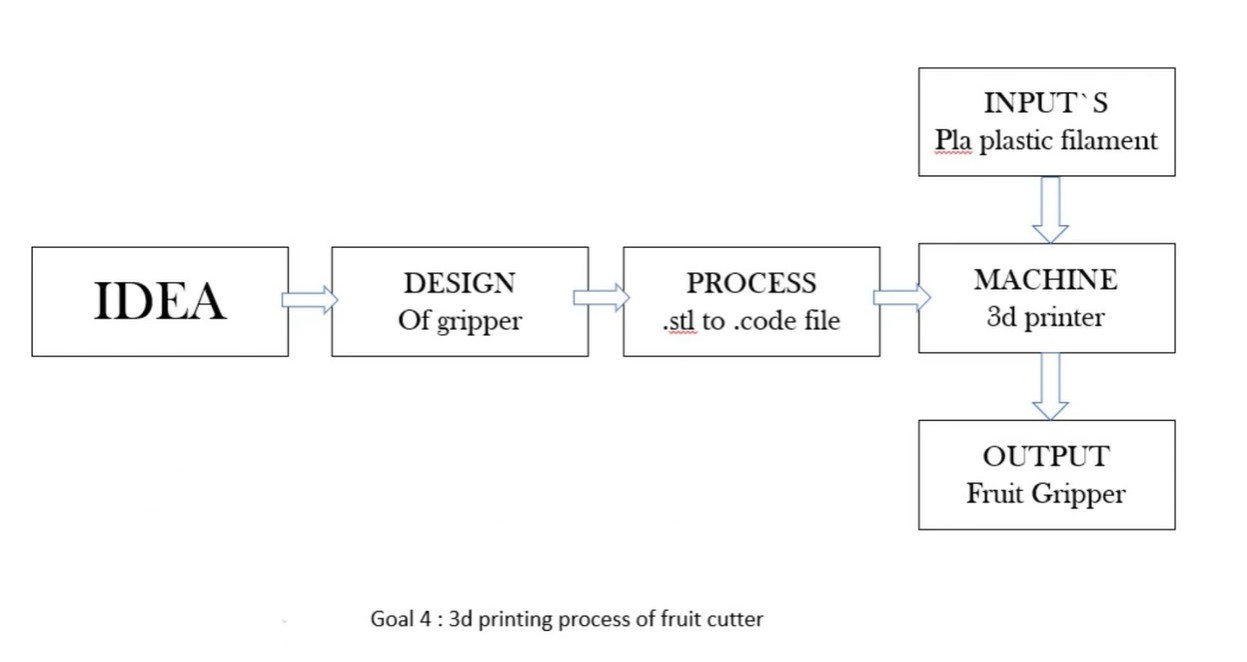 INPUT`S
Pla plastic filament
IDEA
DESIGN
Of gripper
PROCESS
.stl to .code file
MACHINE
3d printer
OUTPUT
Fruit Gripper
Goal 4 : 3d printing process of fruit cutter